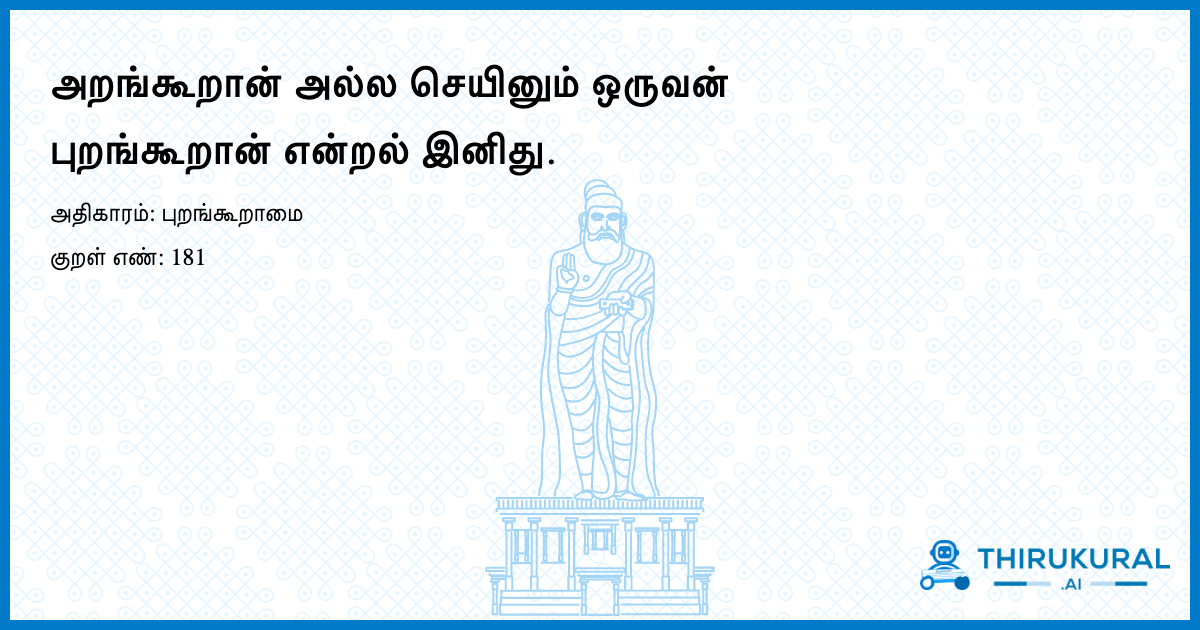 அறங்கூறான் அல்ல செயினும் ஒருவன்
புறங்கூறான் என்றல் இனிது.
அதிகாரம்: புறங்கூறாமை
குறள் எண்: 181
THIRUKURAL
.AI